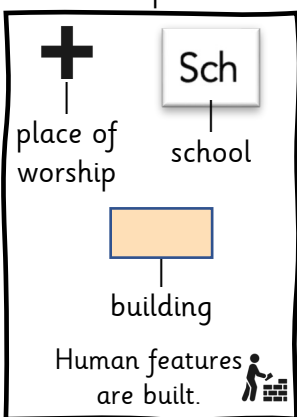 Sch
place of
worship
school
building
Human features
are built.